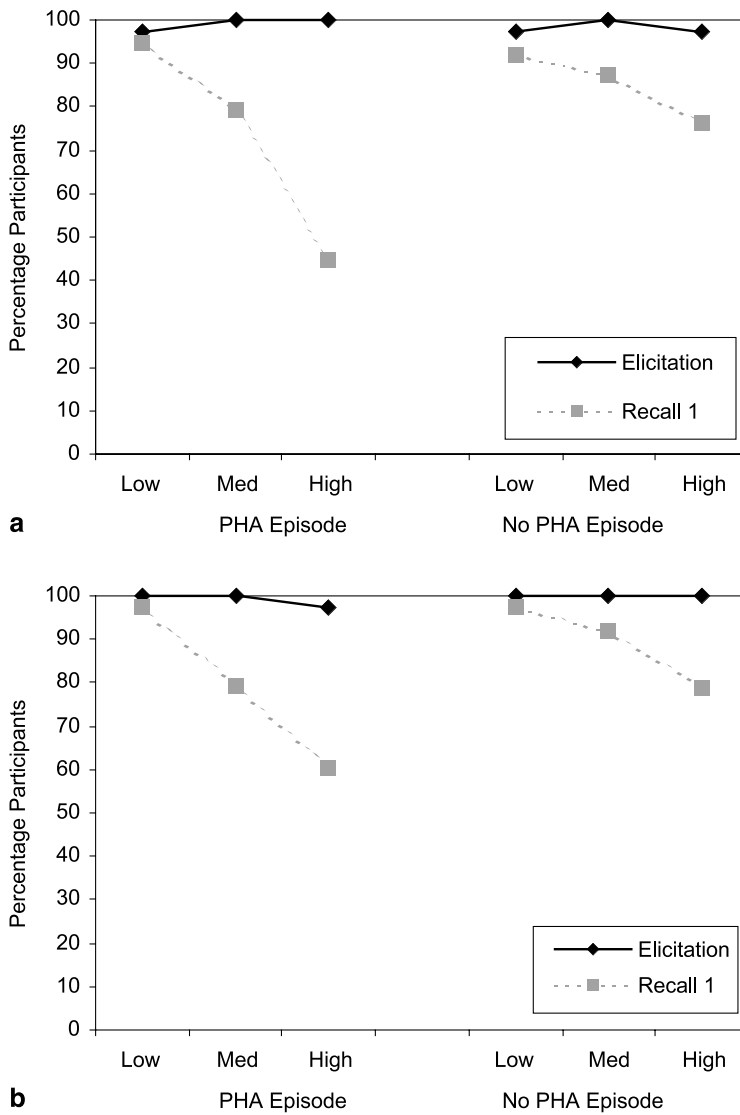 100
90
80
70
60
50
40
30
20
10
0
Percentage Participants
Elicitation
Recall 1
Low Med High Low Med High
PHA Episode No PHA Episode
a
100
90
80
70
60
50
40
30
20
10
0
Percentage Participants
Elicitation
Recall 1
Low Med High Low Med High
PHA Episode No PHA Episode
b